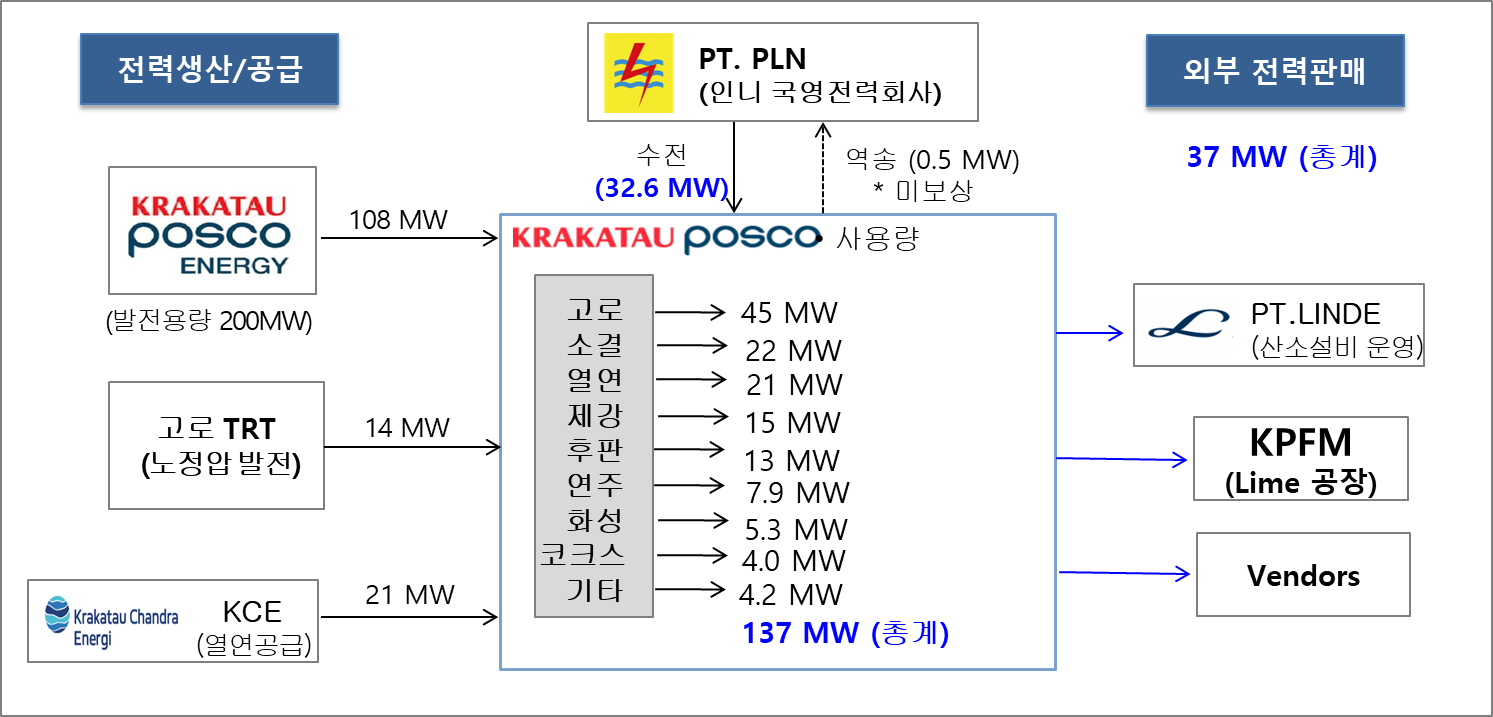 전력생산/공급
PT. PLN
(인니 국영전력회사)
외부 전력판매
37 MW (총계)
수전
(32.6 MW)
역송 (0.5 MW)
* 미보상
KRAKATAU
posco
ENERGY
(발전용량 200MW)
108 MW
고로 TRT
(노정압 발전)
14 MW
Krakatau Chandra
Energi
KCE
(열연공급)
21 MW
KRAKATAU posco • 사용량
고로 45 MW
소결 22 MW
열연 21 MW
제강 15 MW
후판 13 MW
연주 7.9 MW
화성 5.3 MW
코크스 4.0 MW
기타 4.2 MW
137 MW (총계)
PT.LINDE
(산소설비 운영)
KPFM
(Lime 공장)
Vendors